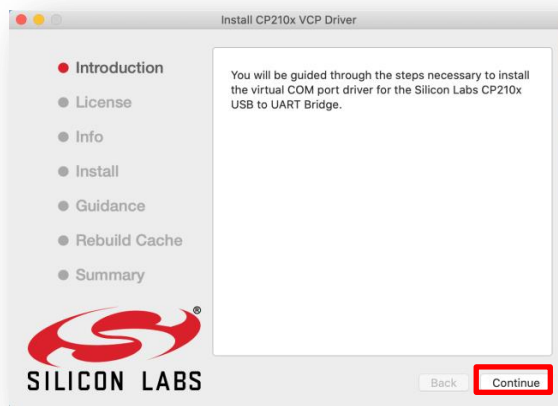 Install CP210x VCP Driver
Introduction
License
Info
Install
Guidance
Rebuild Cache
Summary
You will be guided through the steps necessary to install
the virtual COM port driver for the Silicon Labs CP210x
USB to UART Bridge.
®
SILICON LABS
Back
Continue